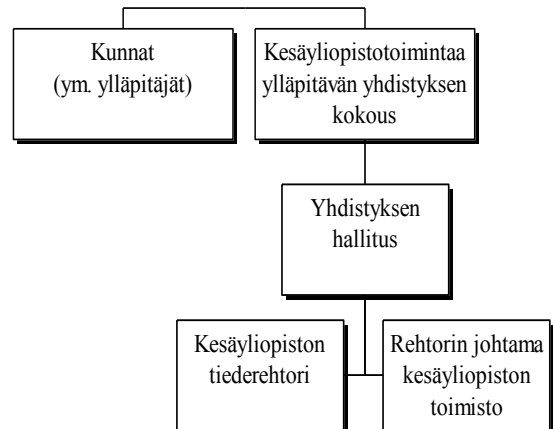 Kunnat
(ym. ylläpitäjät)
Kesäyliopistotoimintaa
ylläpitävän yhdistyksen
kokous
Yhdistyksen
hallitus
Kesäyliopiston
tiederehtori
Rehtorin johtama
kesäyliopiston
toimisto